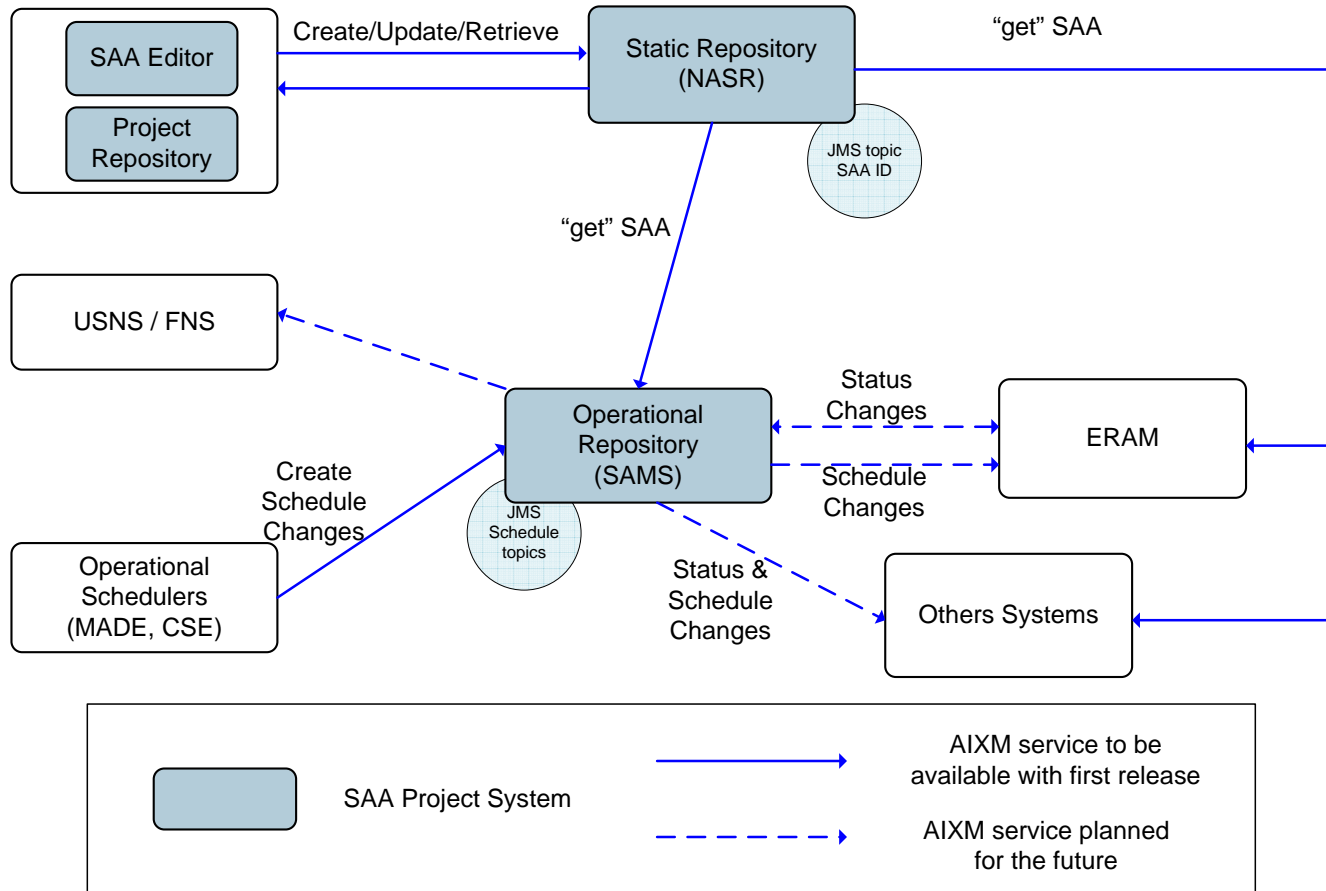 Create/Update/Retrieve
“get” SAA
SAA Editor
Static Repository
(NASR)
Project
Repository
JMS topic
SAA ID
“get” SAA
USNS / FNS
Operational
Repository
(SAMS)
Status
Changes
ERAM
Schedule
Changes
Create
Schedule
Changes
JMS
Schedule
topics
Operational
Schedulers
(MADE, CSE)
Status &
Schedule
Changes
Others Systems
SAA Project System
AIXM service to be
available with first release
AIXM service planned
for the future